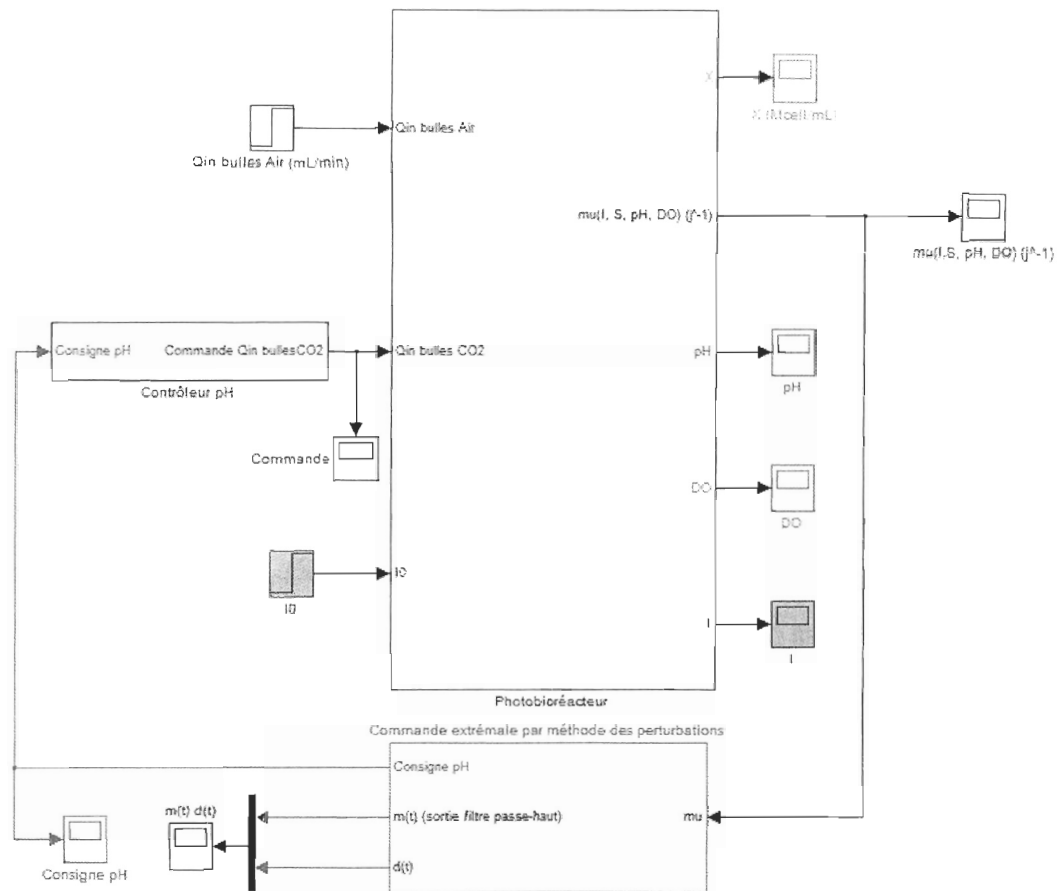 X
X (Mcell/mL)
Qin bulles Air
Qin bulles Air (mL/min)
mu(I, S, pH, DO) (j^-1)
mu(I,S, pH, DO) (j^-1)
Consigne pH
Commande Qin bullesCO2
Qin bulles CO2
pH
pH
Contrôleur pH
Commande
DO
DO
I0
I0
I
I
Photobioréacteur
Commande extrémale par méthode des perturbations
Consigne pH
m(t) d(t)
m(t) (sortie filtre passe-haut)
mu
Consigne pH
d(t)